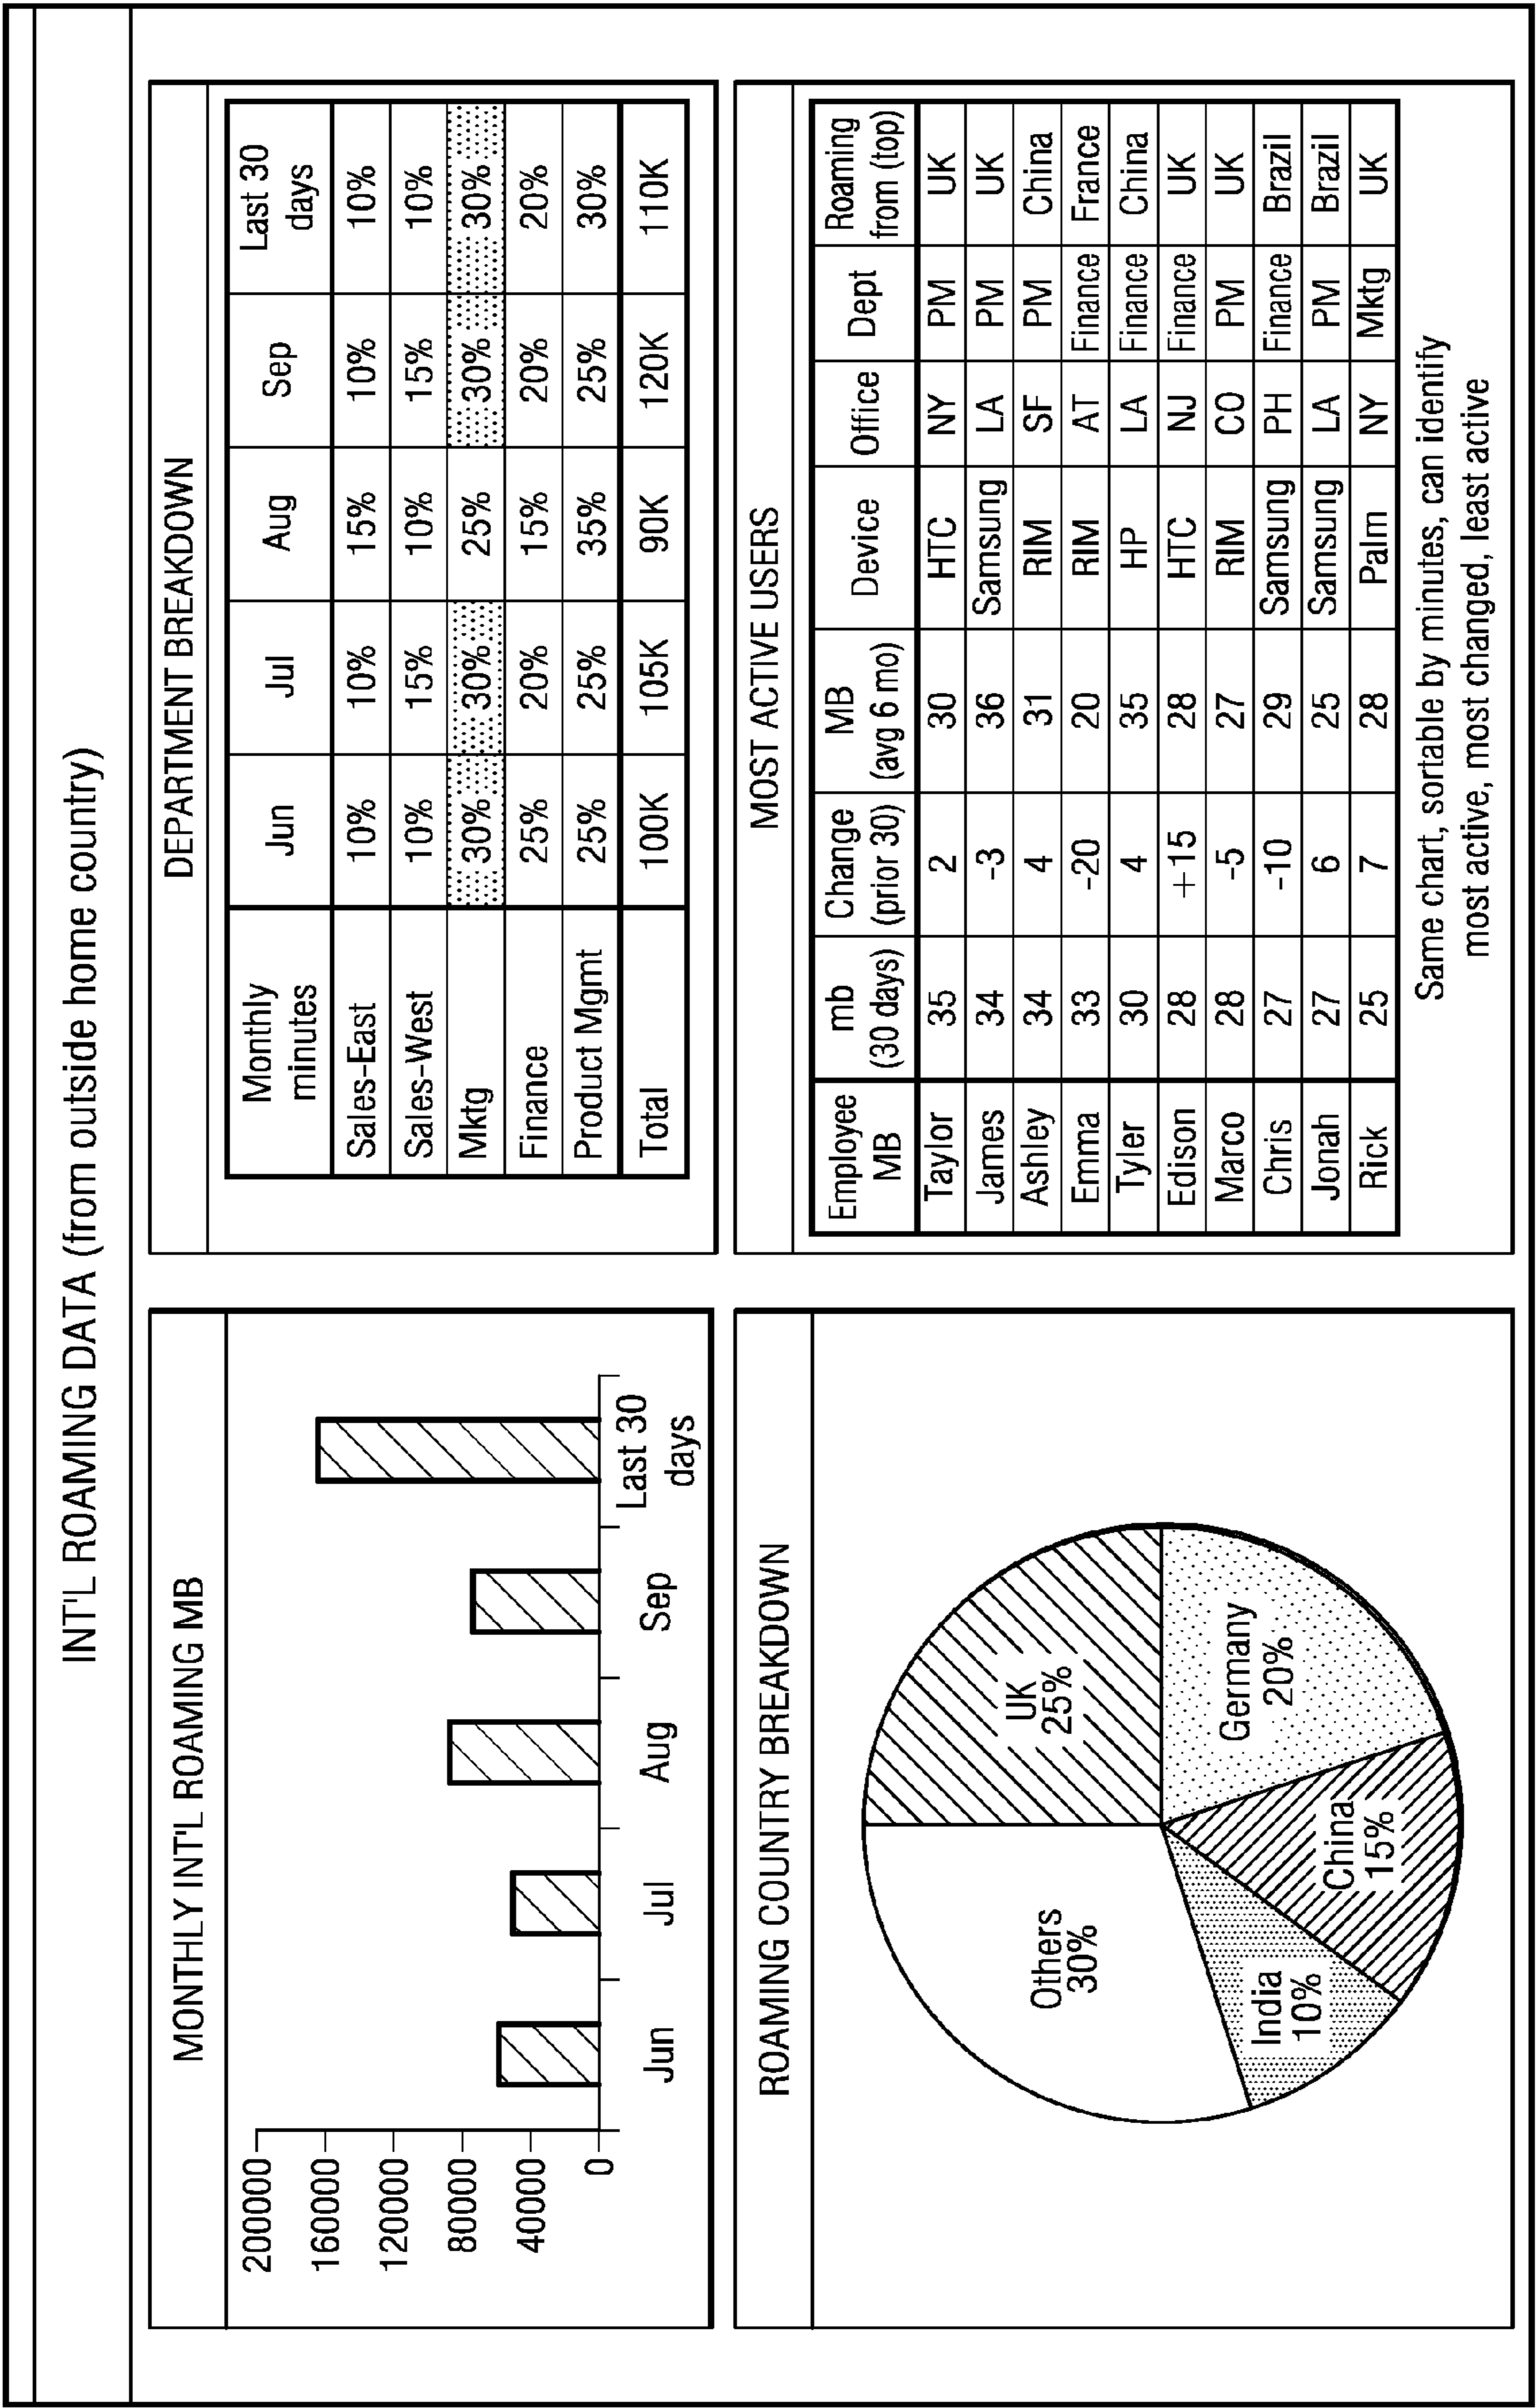 INT'L ROAMING DATA (from outside home country)
MONTHLY INT'L ROAMING MB
200000
160000
120000
80000
40000
0
Jun Jul Aug Sep Last 30
days
DEPARTMENT BREAKDOWN
Monthly
minutes Jun Jul Aug Sep Last 30
days
Sales-East 10% 10% 15% 10% 10%
Sales-West 10% 15% 10% 15% 10%
Mktg 30% 30% 25% 30% 30%
Finance 25% 20% 15% 20% 20%
Product Mgmt 25% 25% 35% 25% 30%
Total 100K 105K 90K 120K 110K
ROAMING COUNTRY BREAKDOWN
UK
25%
Others
30%
Germany
20%
China
15%
India
10%
MOST ACTIVE USERS
Employee mb Change MB Device Office Dept Roaming
MB (30 days) (prior 30) (avg 6 mo) from (top)
Taylor 35 2 30 HTC NY PM UK
James 34 -3 36 Samsung LA PM UK
Ashley 34 4 31 RIM SF PM China
Emma 33 -20 20 RIM AT Finance France
Tyler 30 4 35 HP LA Finance China
Edison 28 +15 28 HTC NJ Finance UK
Marco 28 -5 27 RIM CO PM UK
Chris 27 -10 29 Samsung PH Finance Brazil
Jonah 27 6 25 Samsung LA PM Brazil
Rick 25 7 28 Palm NY Mktg UK
Same chart, sortable by minutes, can identify
most active, most changed, least active